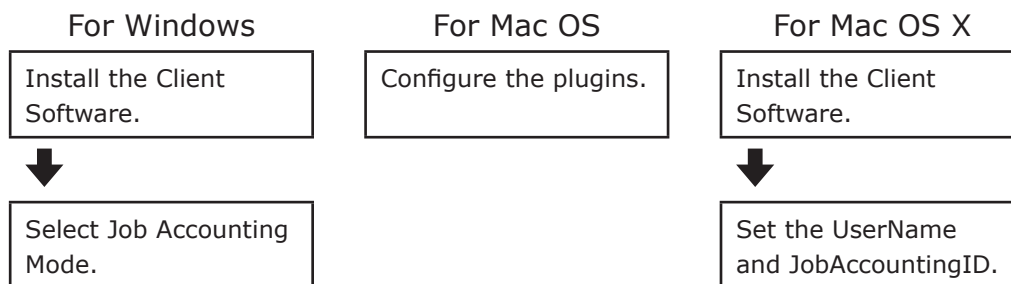 For Windows
Install the Client
Software.
Select Job Accounting
Mode.
For Mac OS
Configure the plugins.
For Mac OS X
Install the Client
Software.
Set the UserName
and JobAccountingID.